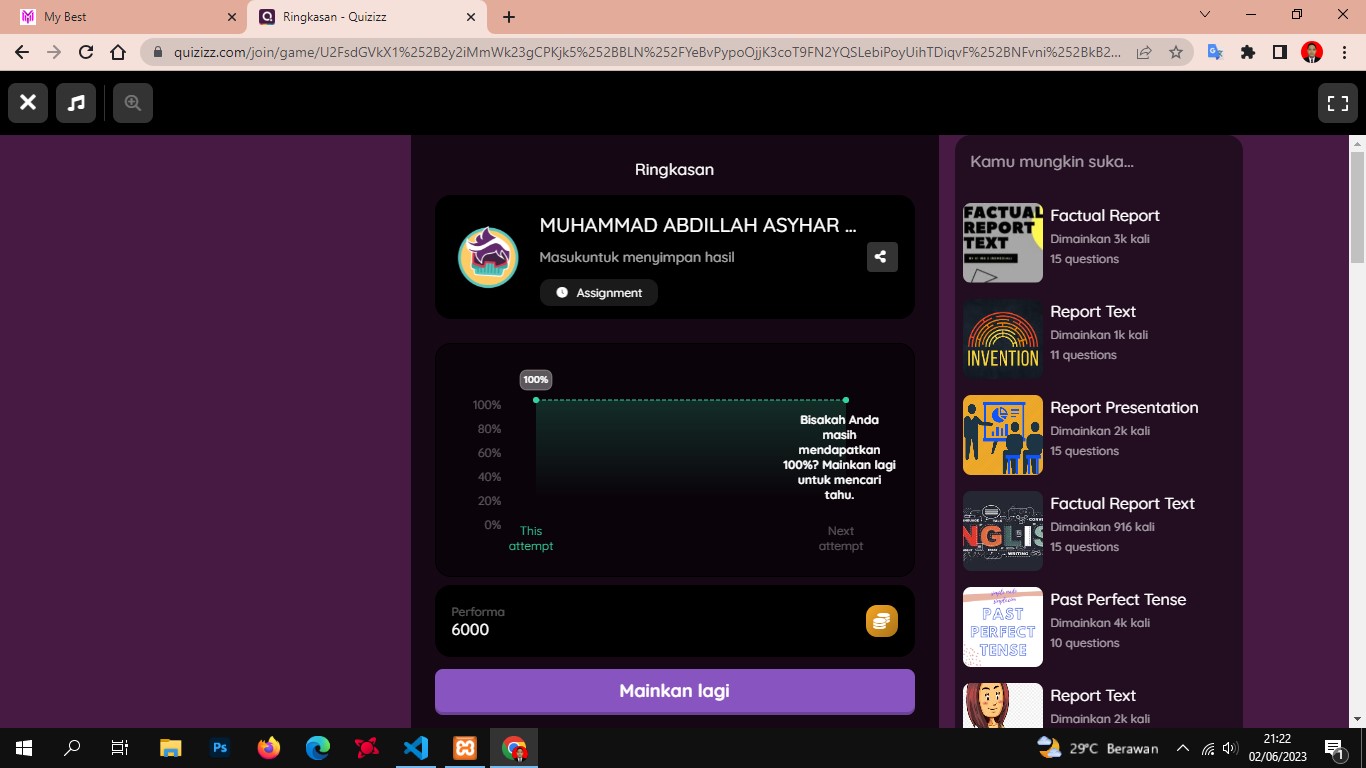 My Best
Ringkasan - Quizizz
quizizz.com/join/game/U2FsdGVkX1%252B2y2iMmWk23gCPKjk5%252BBLN%252FYeBvPypoOjjK3coT9FN2YQSLebiPoyUihTDiqvF%252BNFvni%252BkB2...
Ringkasan
MUHAMMAD ABDILLAH ASYHAR ...
Masukuntuk menyimpan hasil
Assignment
100%
100%
80%
60%
40%
20%
0%
Bisakah Anda
masih
mendapatkan
100%? Mainkan lagi
untuk mencari
tahu.
This
attempt
Next
attempt
Performa
6000
Mainkan lagi
Kamu mungkin suka...
FACTUAL
REPORT
TEXT
Factual Report
Dimainkan 3k kali
15 questions
INVENTION
Report Text
Dimainkan 1k kali
11 questions
Report Presentation
Dimainkan 2k kali
15 questions
NGLIS
Factual Report Text
Dimainkan 916 kali
15 questions
PAST
PERFECT
TENSE
Past Perfect Tense
Dimainkan 4k kali
10 questions
Report Text
Dimainkan 2k kali
Ps
29°C Berawan
21:22
02/06/2023
1